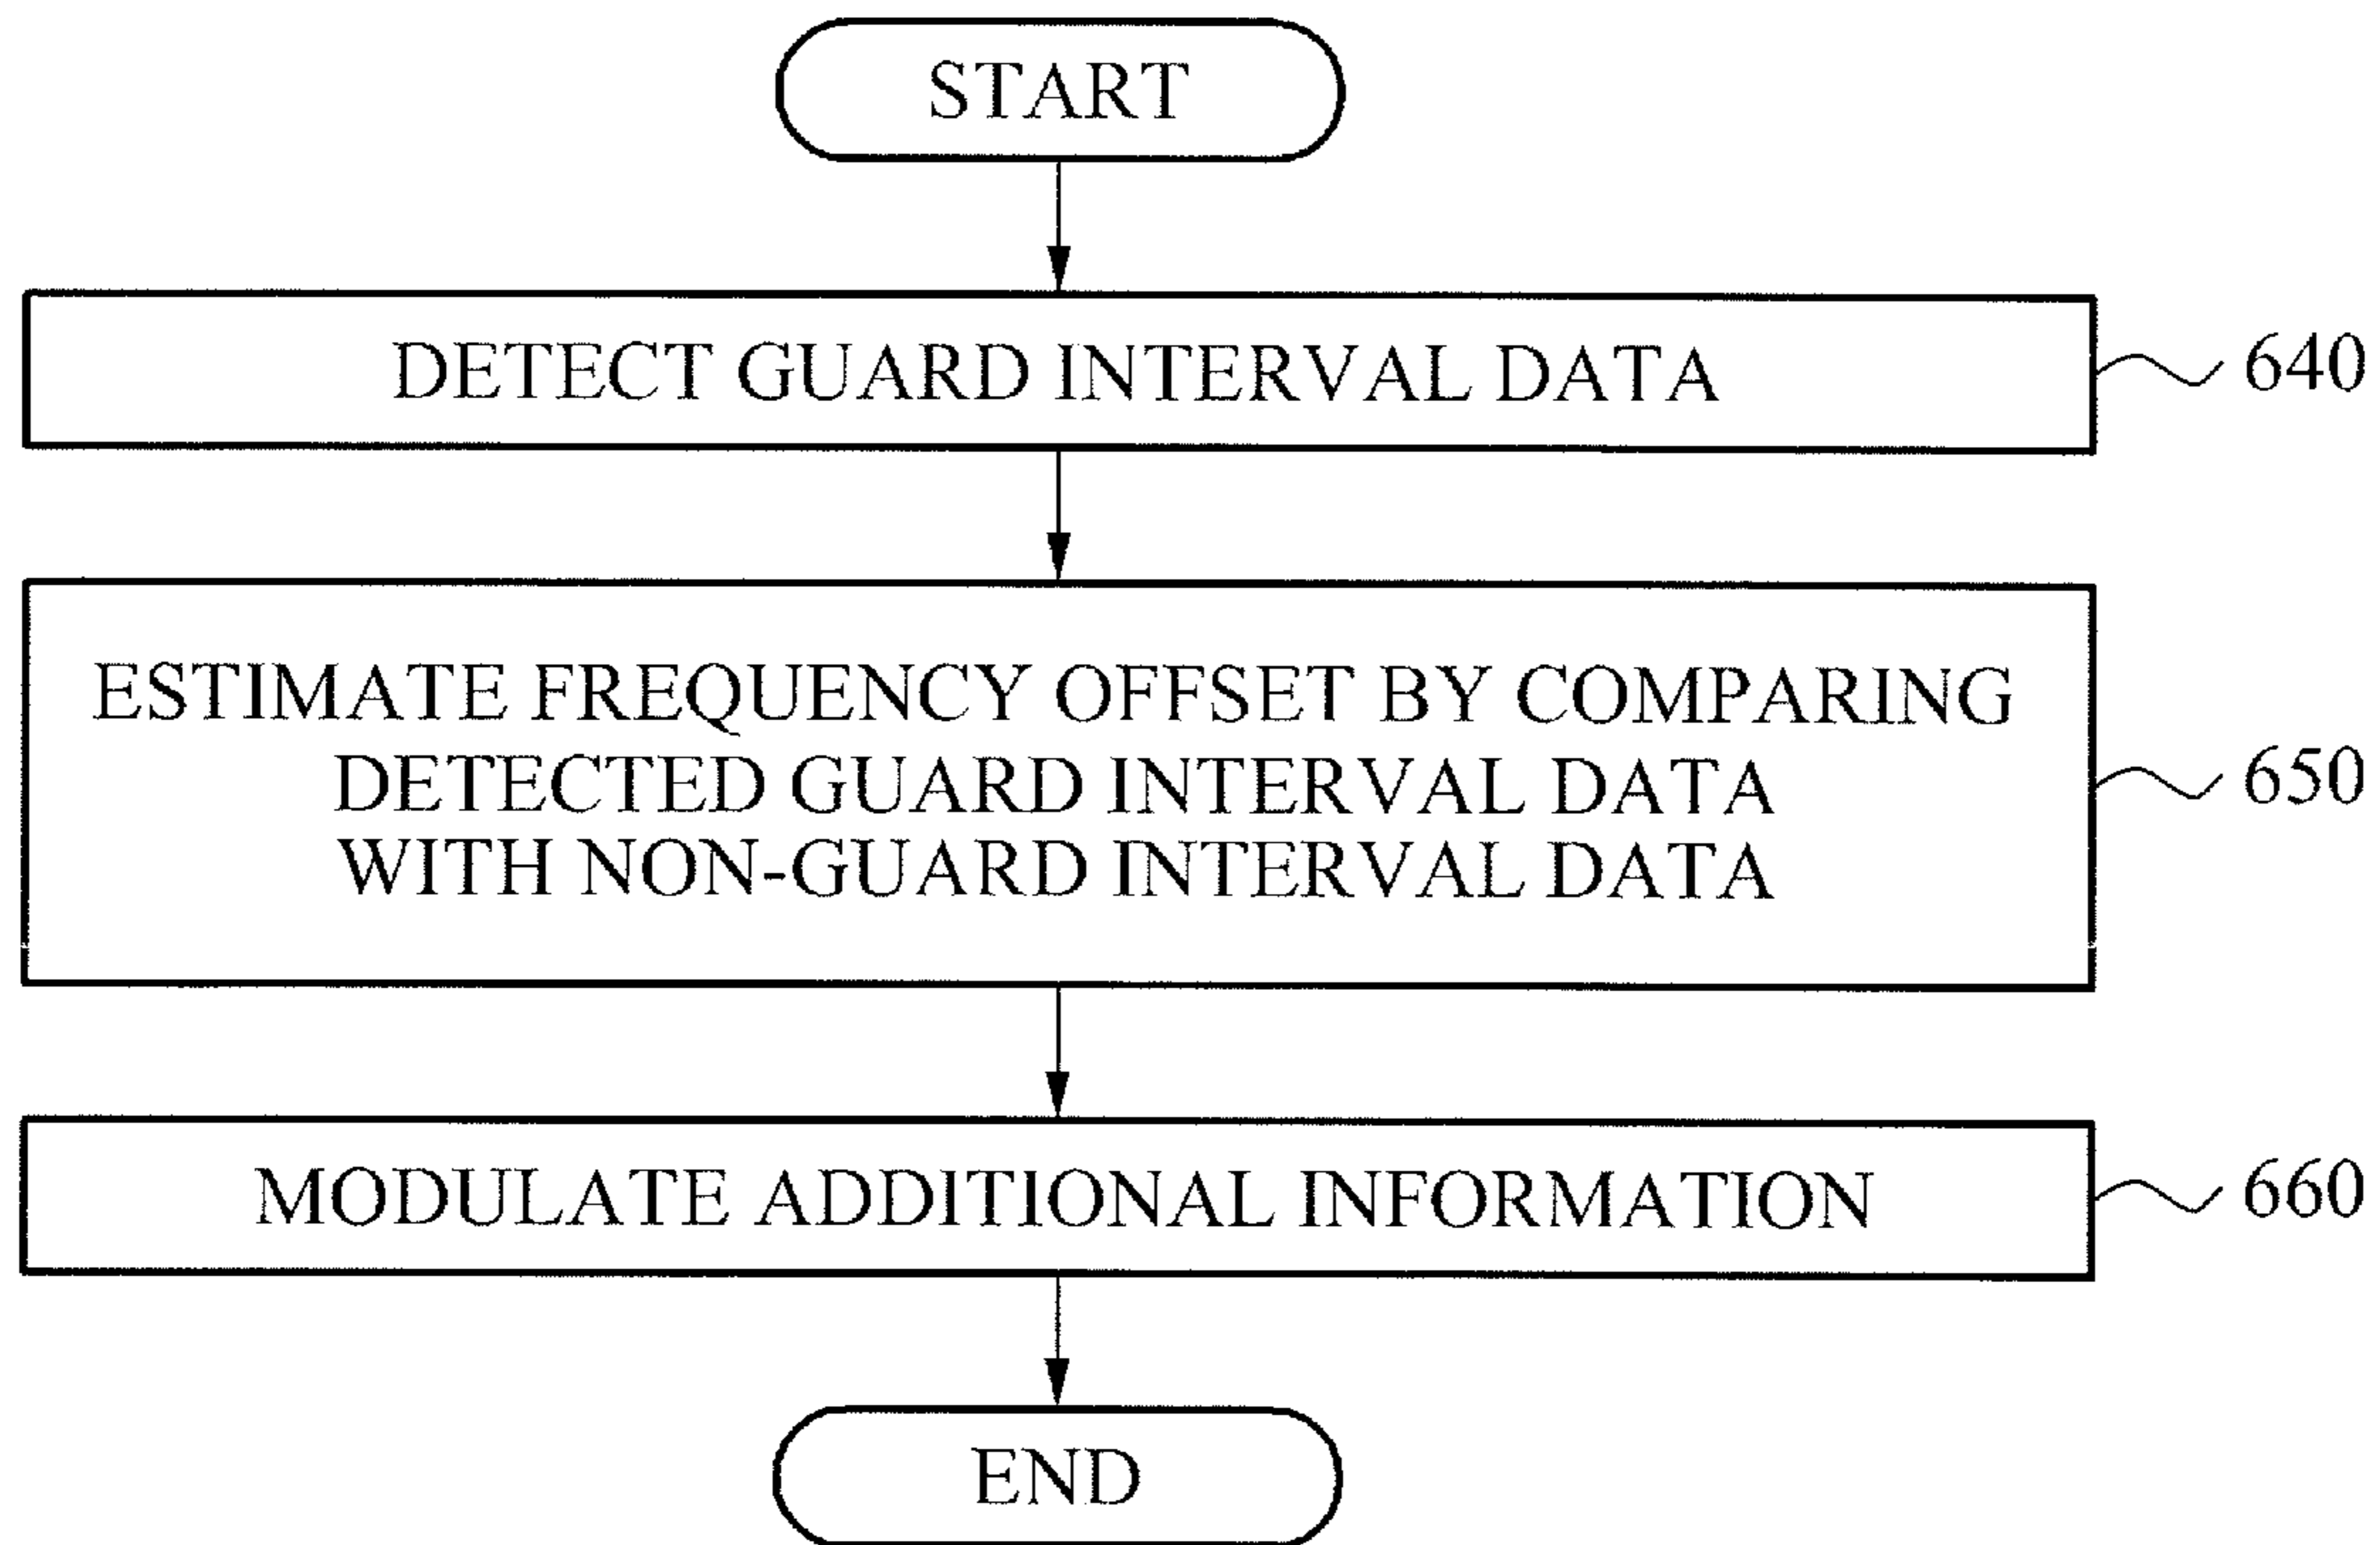 START
DETECT GUARD INTERVAL DATA
640
ESTIMATE FREQUENCY OFFSET BY COMPARING
DETECTED GUARD INTERVAL DATA
WITH NON-GUARD INTERVAL DATA
650
MODULATE ADDITIONAL INFORMATION
660
END